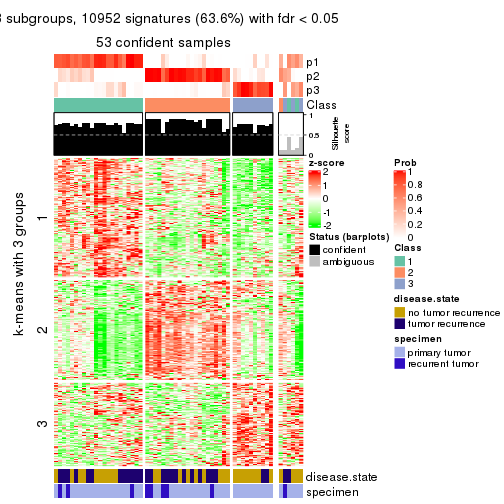 3 subgroups, 10952 signatures (63.6%) with fdr < 0.05
53 confident samples
p1
p2
p3
Class
1
0.5
0
Silhouette
score
k-means with 3 groups
1
2
3
disease.state
specimen
z-score
2
1
0
-1
-2
Status (barplots)
confident
ambiguous
Prob
1
0.8
0.6
0.4
0.2
0
Class
1
2
3
disease.state
no tumor recurrence
tumor recurrence
specimen
primary tumor
recurrent tumor